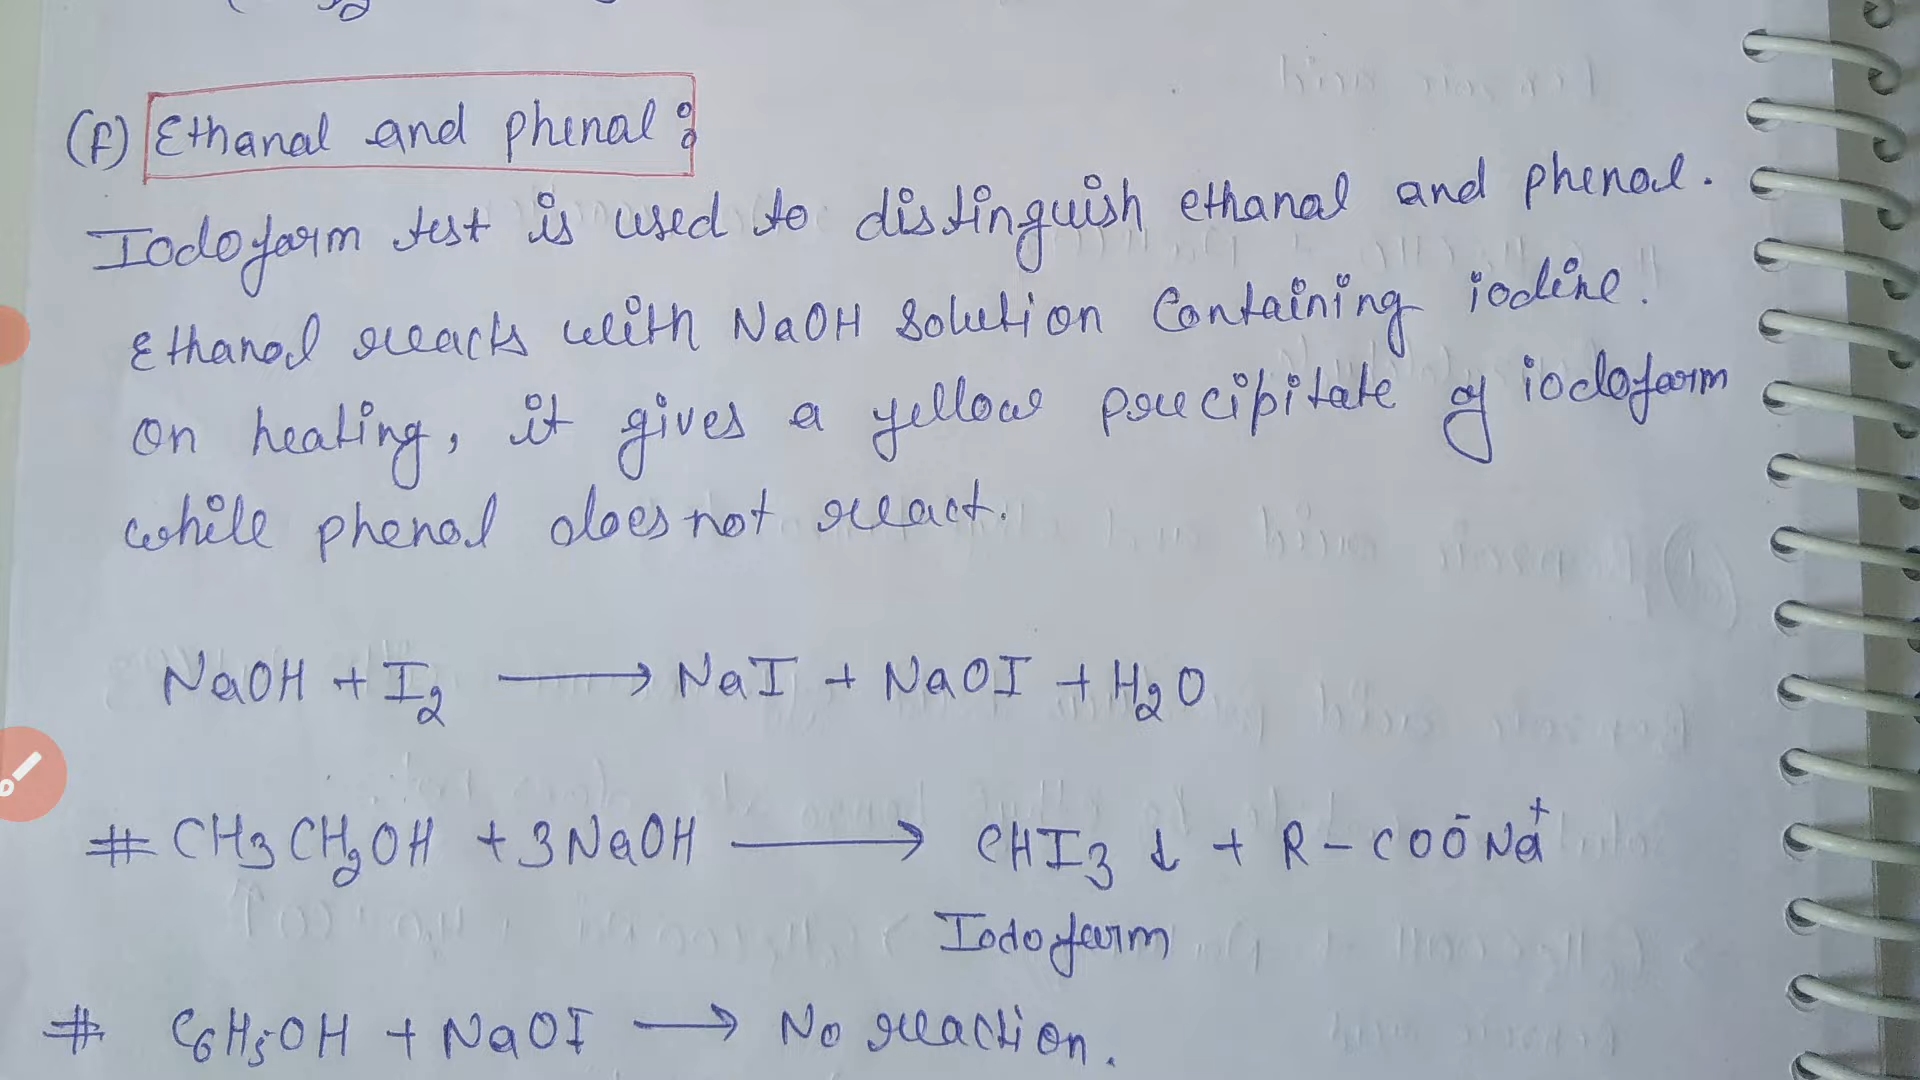 (f) Ethanal and phenal :
Iodoform test is used to distinguish ethanal and phenol.
Ethanol reacts with NaOH Solution Containing iodine.
On heating, it gives a yellow precipitate of iodoform
while phenol does not react.
NaOH + I2 ⟶ NaI + NaOI + H2O
# CH3CH2OH + 3NaOH ⟶ CHI3 ↓ + R-COO⁻Na⁺
Iodoform
# C6H5OH + NaOI ⟶ No reaction.